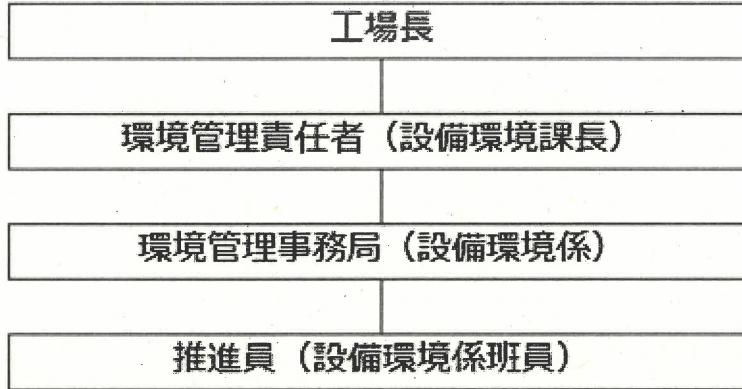 工場長
環境管理責任者（設備環境課長）
環境管理事務局（設備環境係）
推進員（設備環境係班員）